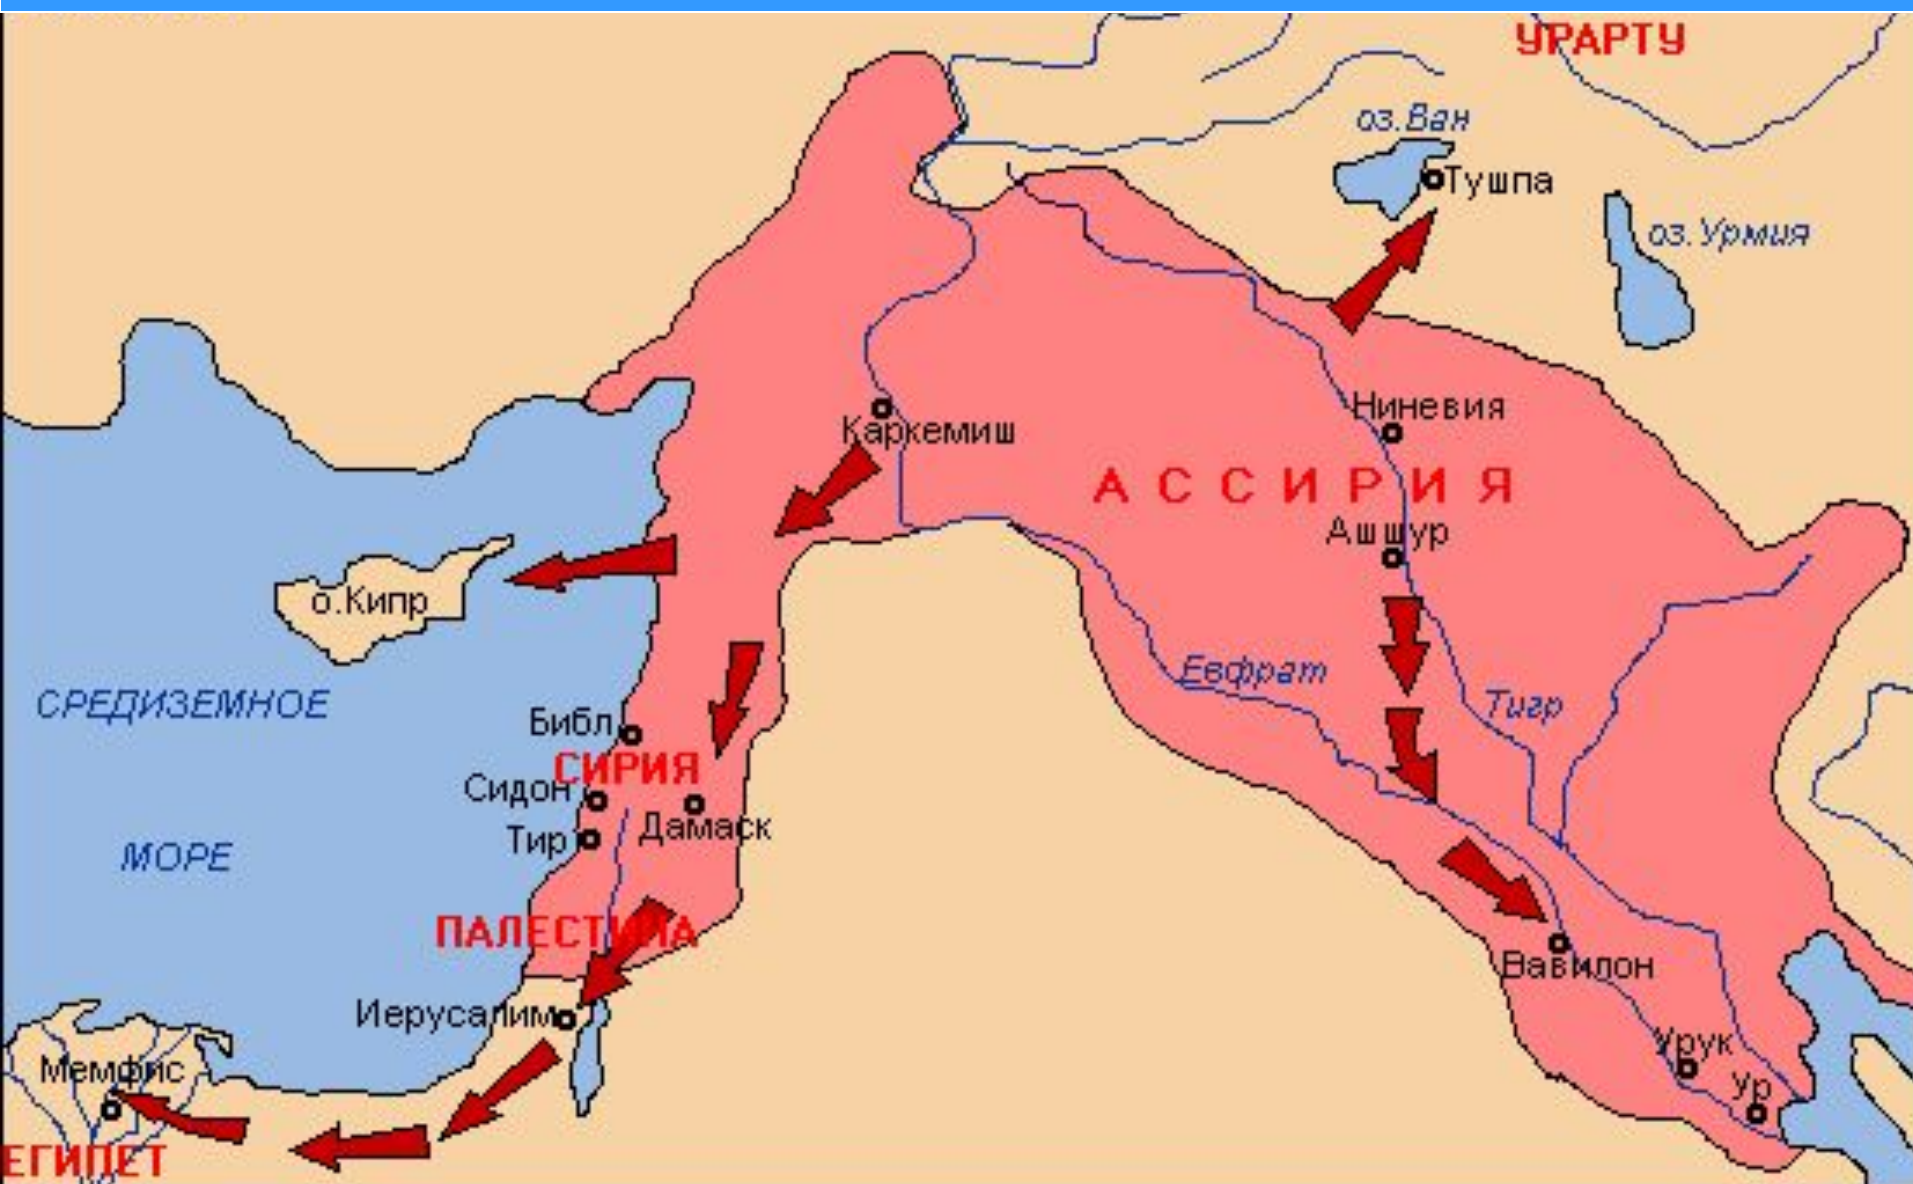 УРАРТУ
оз.Ван
Тушпа
оз.Урмия
Ниневия
Каркемиш
АССИРИЯ
Ашшур
о.Кипр
Евфрат
СРЕДИЗЕМНОЕ
Тигр
Библ
СИРИЯ
Сидон
Дамаск
Тир
МОРЕ
ПАЛЕСТИНА
Вавилон
Иерусалим
Урук
Мемфис
Ур
ЕГИПЕТ